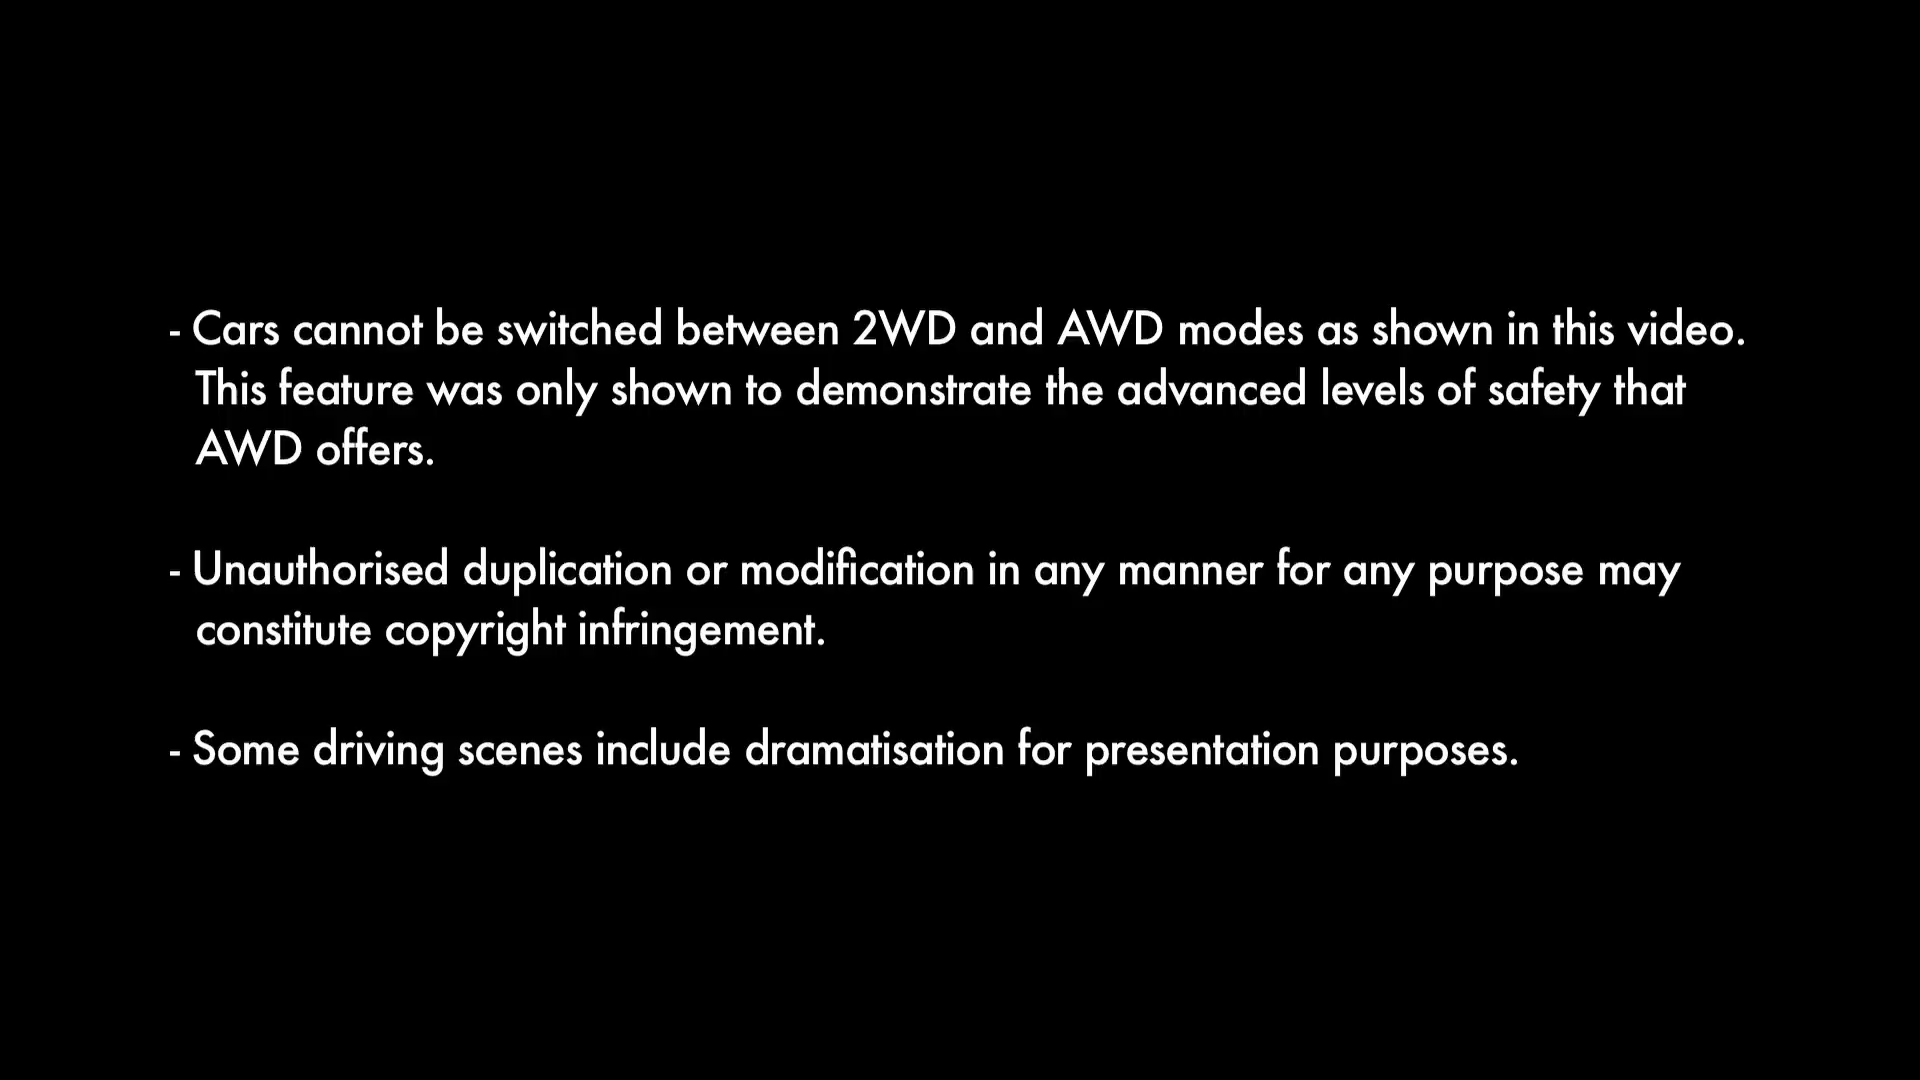 - Cars cannot be switched between 2WD and AWD modes as shown in this video.
This feature was only shown to demonstrate the advanced levels of safety that
AWD offers.
- Unauthorised duplication or modification in any manner for any purpose may
constitute copyright infringement.
- Some driving scenes include dramatisation for presentation purposes.